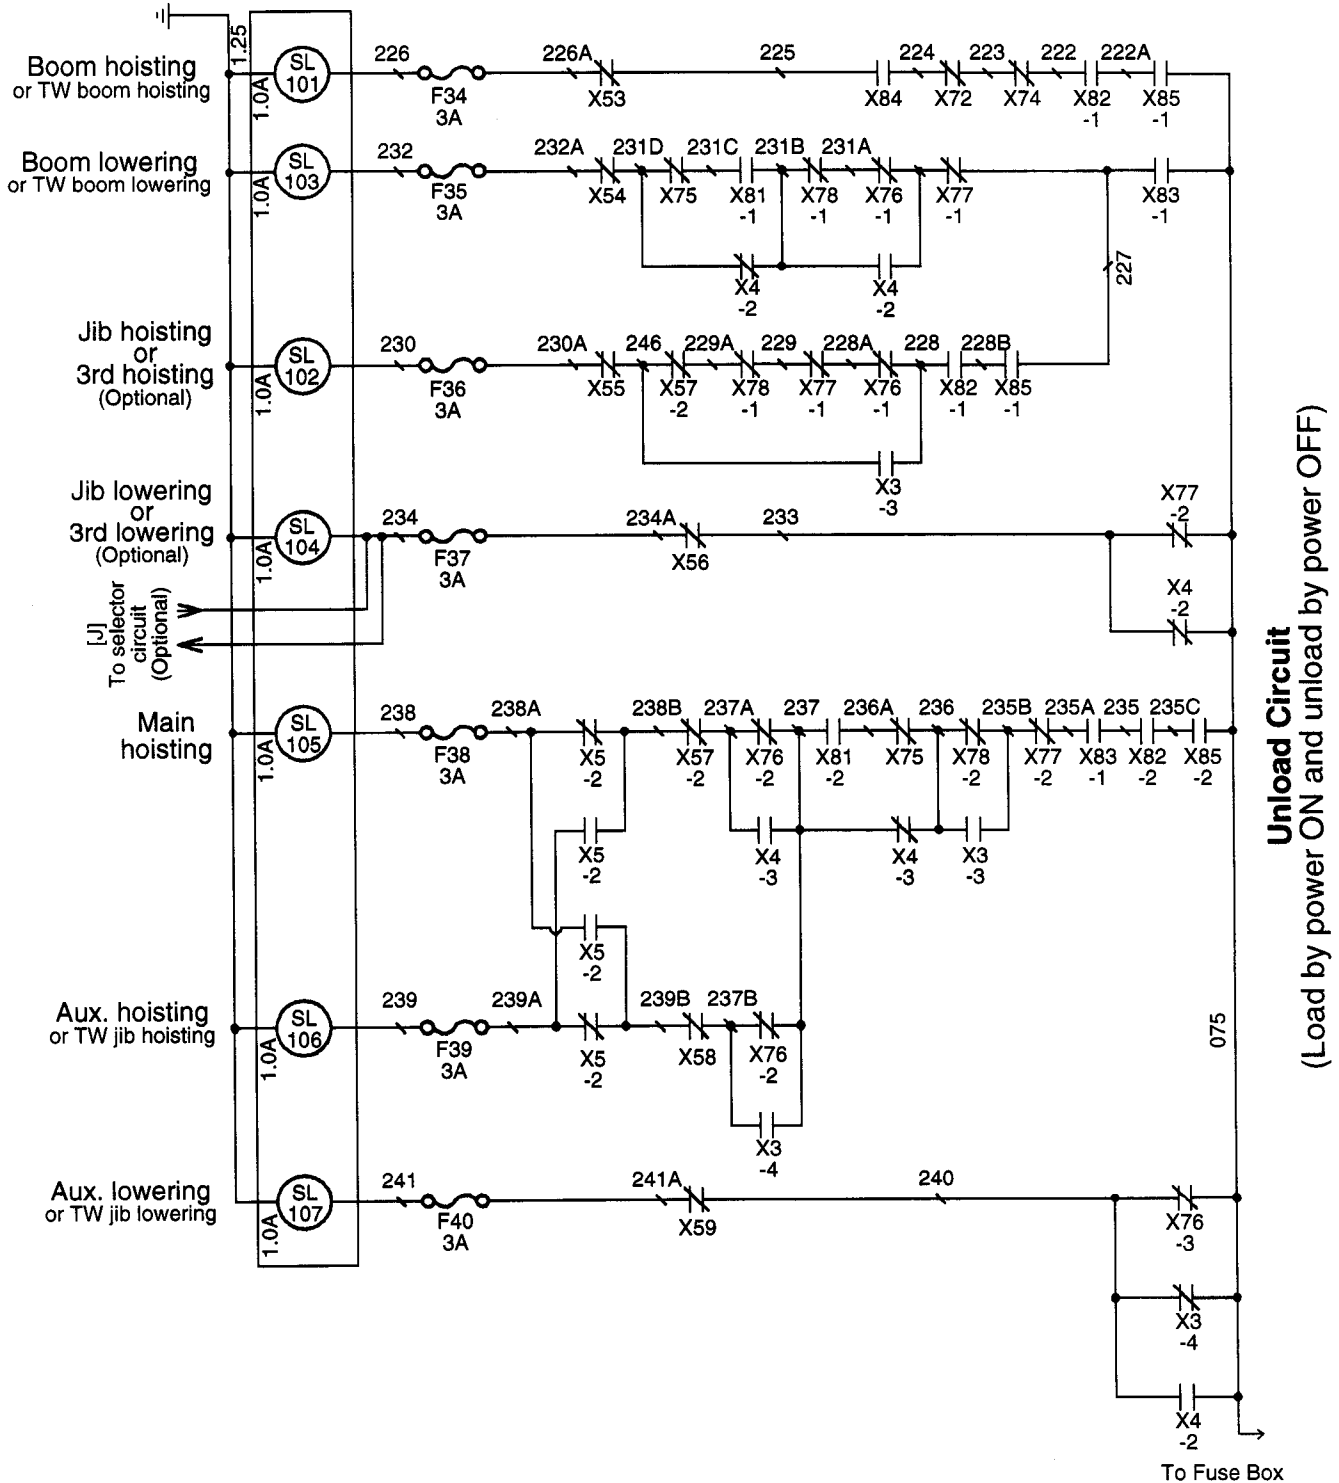 1.25
Boom hoisting
or TW boom hoisting
1.0A
SL
101
226
F34
3A
226A
X53
225
X84
224
X72
223
X74
222
X82
-1
222A
X85
-1
Boom lowering
or TW boom lowering
1.0A
SL
103
232
F35
3A
232A
X54
231D
X75
231C
X81
-1
231B
X78
-1
231A
X76
-1
X77
-1
X83
-1
X4
-2
X4
-2
227
Jib hoisting
or
3rd hoisting
(Optional)
1.0A
SL
102
230
F36
3A
230A
X55
246
X57
-2
229A
X78
-1
229
X77
-1
228A
X76
-1
228
X82
-1
228B
X85
-1
X3
-3
Jib lowering
or
3rd lowering
(Optional)
1.0A
SL
104
234
F37
3A
234A
X56
233
X77
-2
X4
-2
[J]
To selector
circuit
(Optional)
Main
hoisting
1.0A
SL
105
238
F38
3A
238A
X5
-2
238B
X57
-2
237A
X76
-2
237
X81
-2
236A
X75
236
X78
-2
235B
X77
-2
235A
X83
-1
235
X82
-2
235C
X85
-2
X5
-2
X4
-3
X4
-3
X3
-3
X5
-2
Aux. hoisting
or TW jib hoisting
1.0A
SL
106
239
F39
3A
239A
X5
-2
239B
X58
237B
X76
-2
X3
-4
075
Aux. lowering
or TW jib lowering
1.0A
SL
107
241
F40
3A
241A
X59
240
X76
-3
X3
-4
X4
-2
To Fuse Box
Unload Circuit
(Load by power ON and unload by power OFF)